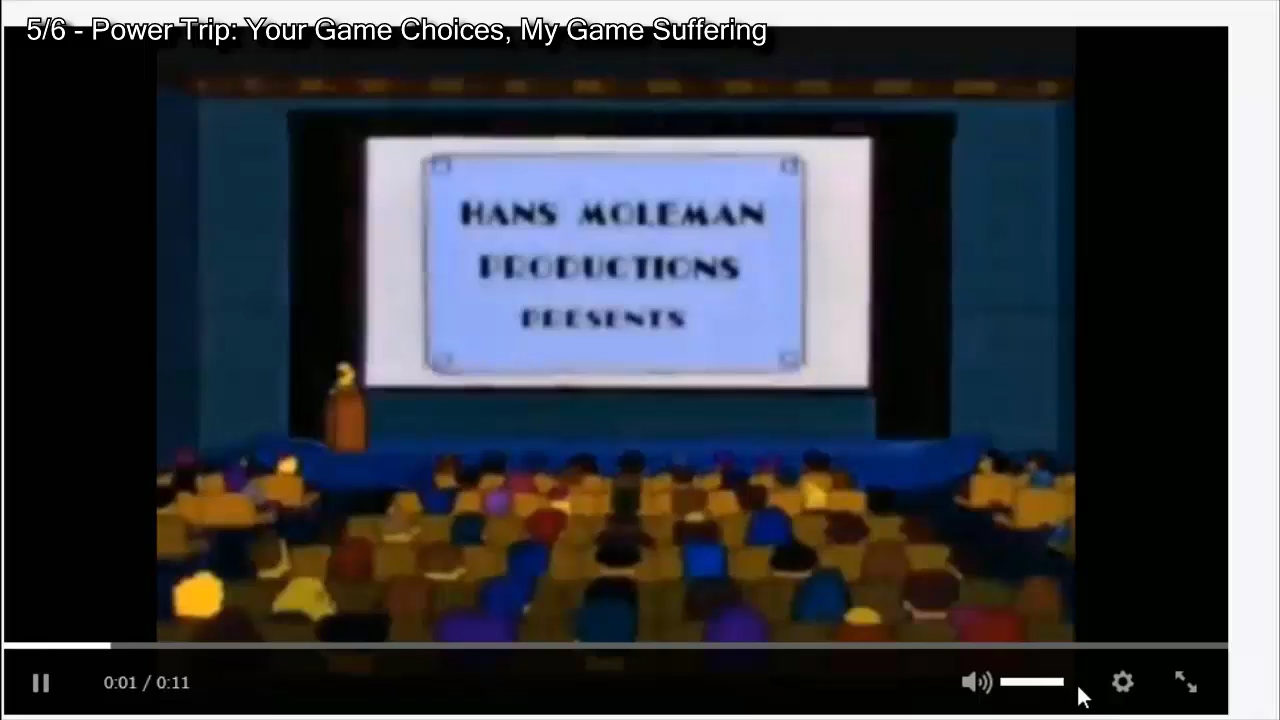 5/6 - Power Trip: Your Game Choices, My Game Suffering
HANS MOLEMAN
PRODUCTIONS
PRESENTS
0:01 / 0:11